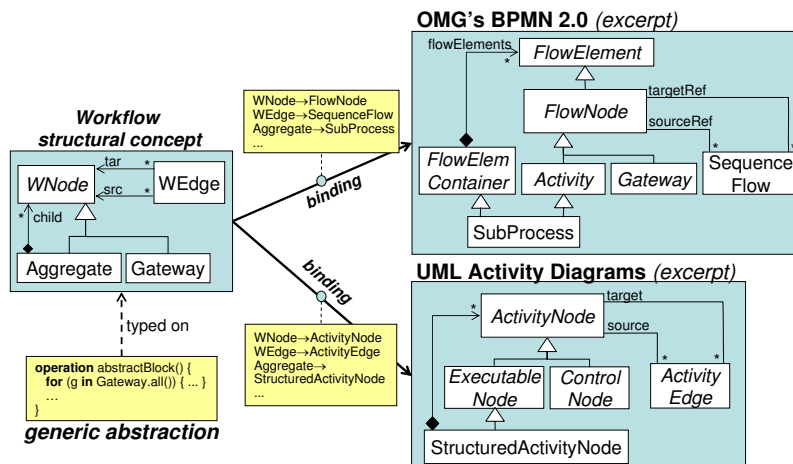 OMG's BPMN 2.0 (excerpt)
flowElements
*
FlowElement
targetRef
FlowNode
sourceRef
*
*
FlowElem
Container
Activity
Gateway
Sequence
Flow
SubProcess
Workflow
structural concept
WNode
tar
*
src
*
WEdge
*
child
Aggregate
Gateway
WNode→FlowNode
WEdge→SequenceFlow
Aggregate→SubProcess
...
binding
binding
WNode→ActivityNode
WEdge→ActivityEdge
Aggregate→
StructuredActivityNode
...
typed on
operation abstractBlock() {
for (g in Gateway.all()) { ... }
...
}
generic abstraction
UML Activity Diagrams (excerpt)
*
ActivityNode
target
source
*
*
Executable
Node
Control
Node
Activity
Edge
StructuredActivityNode